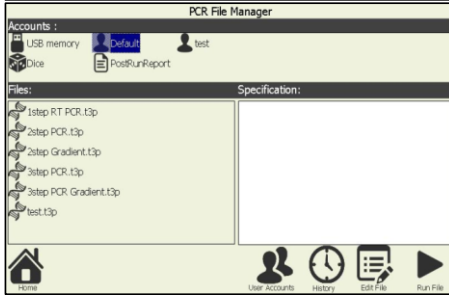 PCR File Manager
Accounts :
USB memory Default test
Dice PostRunReport
Files: Specification:
1step RT PCR.t3p
2step PCR.t3p
2step Gradient.t3p
3step PCR.t3p
3step PCR Gradient.t3p
test.t3p
Home User Accounts History Edit File Run File